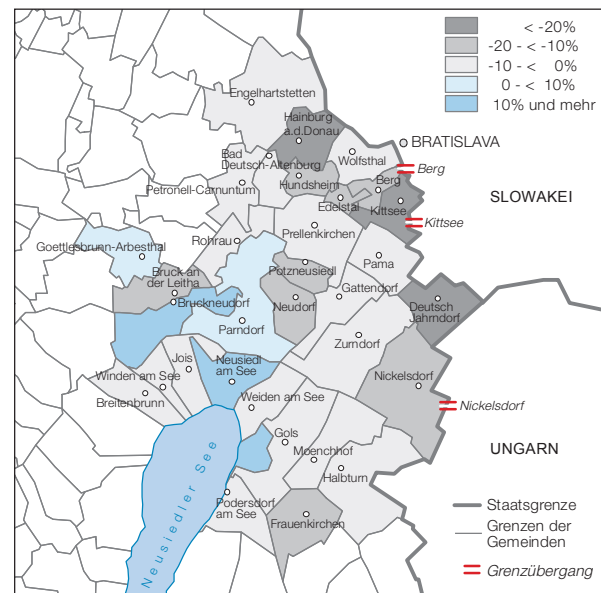 < -20%
-20 - < -10%
-10 - < 0%
0 - < 10%
10% und mehr
Engelhartstetten
Hainburg
a.d.Donau
BRATISLAVA
Bad
Deutsch-Altenburg
Wolfsthal
Berg
Petronell-Carnuntum
Hundsheim
Berg
Edelstal
Kittsee
SLOWAKEI
Kittsee
Goettlesbrunn-Arbesthal
Rohrau
Prellenkirchen
Bruck an
der Leitha
Potzneusiedl
Pama
Bruckneudorf
Neudorf
Gattendorf
Deutsch
Jahrndorf
Parndorf
Zurndorf
Jois
Neusiedl
am See
Winden am See
Nickelsdorf
Breitenbrunn
Weiden am See
Nickelsdorf
Gols
Moenchhof
UNGARN
Halbturn
Podersdorf
am See
Frauenkirchen
Neusiedler See
Staatsgrenze
Grenzen der
Gemeinden
Grenzübergang